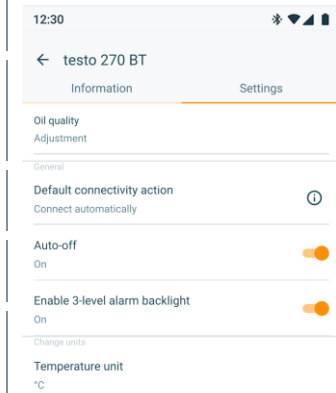 12:30
testo 270 BT
Information
Settings
Oil quality
Adjustment
General
Default connectivity action
Connect automatically
Auto-off
On
Enable 3-level alarm backlight
On
Change units
Temperature unit
°C